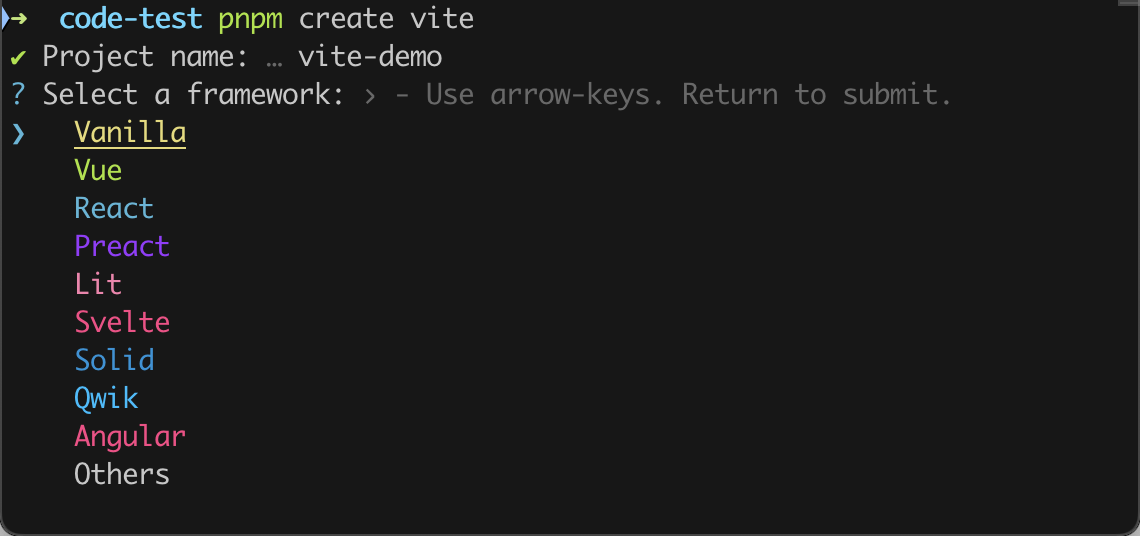 ➜ code-test pnpm create vite
✔ Project name: … vite-demo
? Select a framework: › - Use arrow-keys. Return to submit.
❯ Vanilla
Vue
React
Preact
Lit
Svelte
Solid
Qwik
Angular
Others